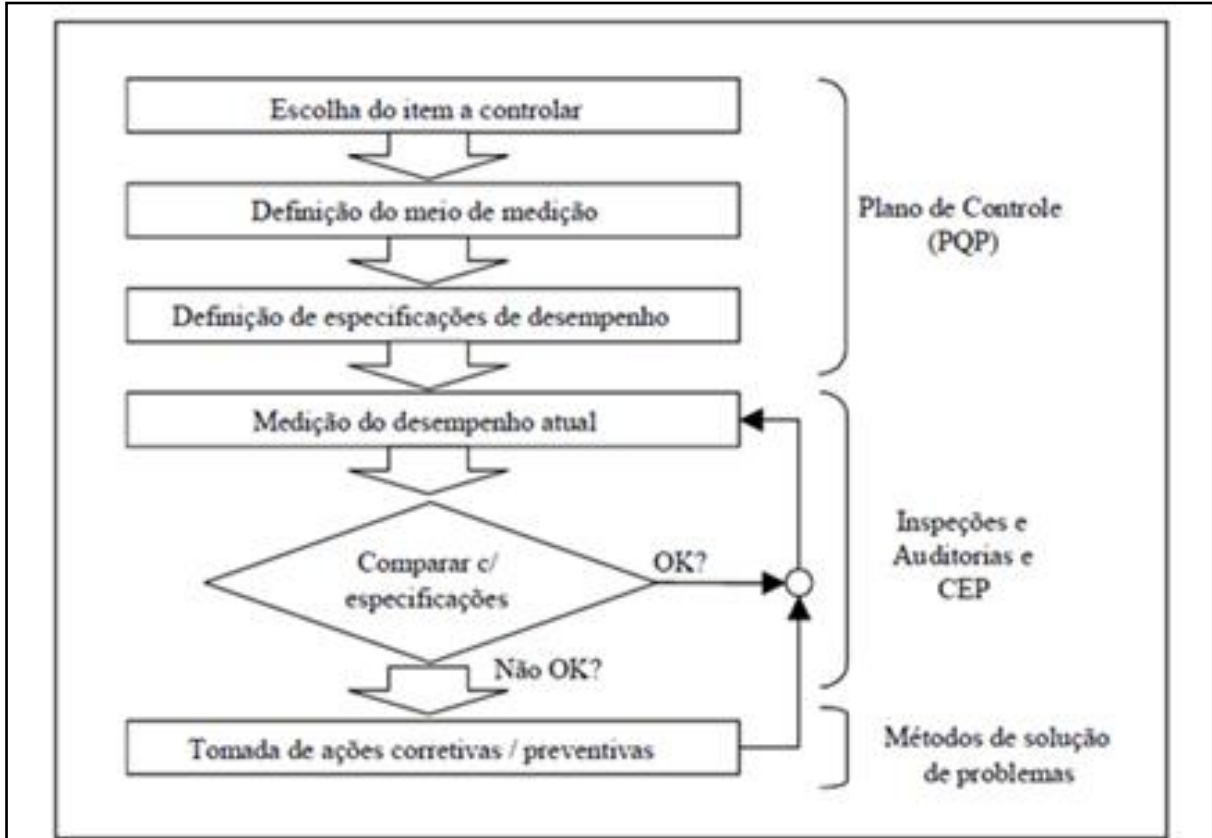 Escolha do item a controlar
Definição do meio de medição
Definição de especificações de desempenho
Plano de Controle
(PQP)
Medição do desempenho atual
Comparar c/
especificações
OK?
Não OK?
Inspeções e
Auditorias e
CEP
Tomada de ações corretivas / preventivas
Métodos de solução
de problemas